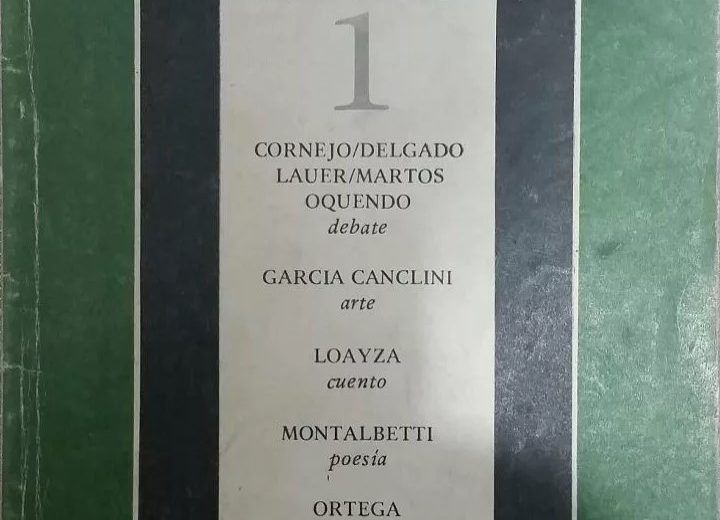 1
CORNEJO/DELGADO
LAUER/MARTOS
OQUENDO
debate
GARCIA CANCLINI
arte
LOAYZA
cuento
MONTALBETTI
poesía
ORTEGA